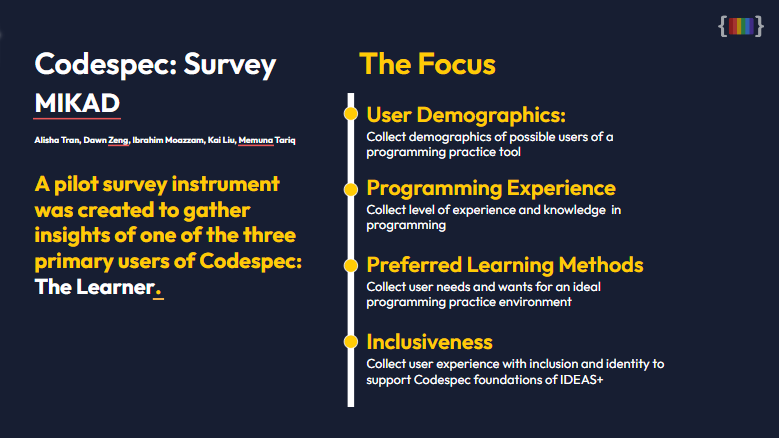 Codespec: Survey
MIKAD
Alisha Tran, Dawn Zeng, Ibrahim Moazzam, Kai Liu, Memuna Tariq
A pilot survey instrument
was created to gather
insights of one of the three
primary users of Codespec:
The Learner.
The Focus
User Demographics:
Collect demographics of possible users of a
programming practice tool
Programming Experience
Collect level of experience and knowledge in
programming
Preferred Learning Methods
Collect user needs and wants for an ideal
programming practice environment
Inclusiveness
Collect user experience with inclusion and identity to
support Codespec foundations of IDEAS+